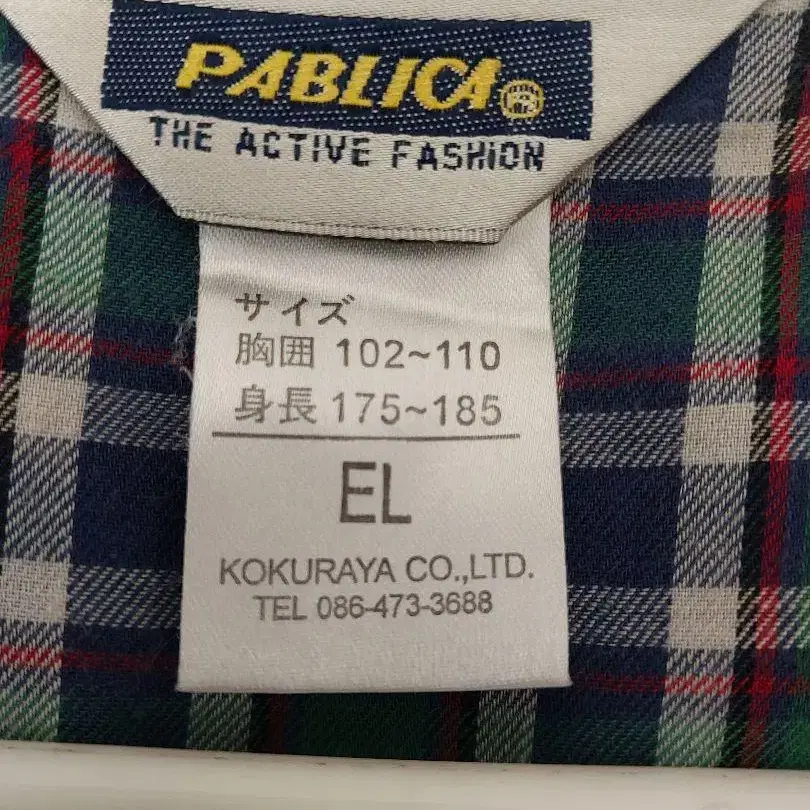 PABLICA
THE ACTIVE FASHION
サイズ
胸囲 102~110
身長 175~185
EL
KOKURAYA CO.,LTD.
TEL 086-473-3688